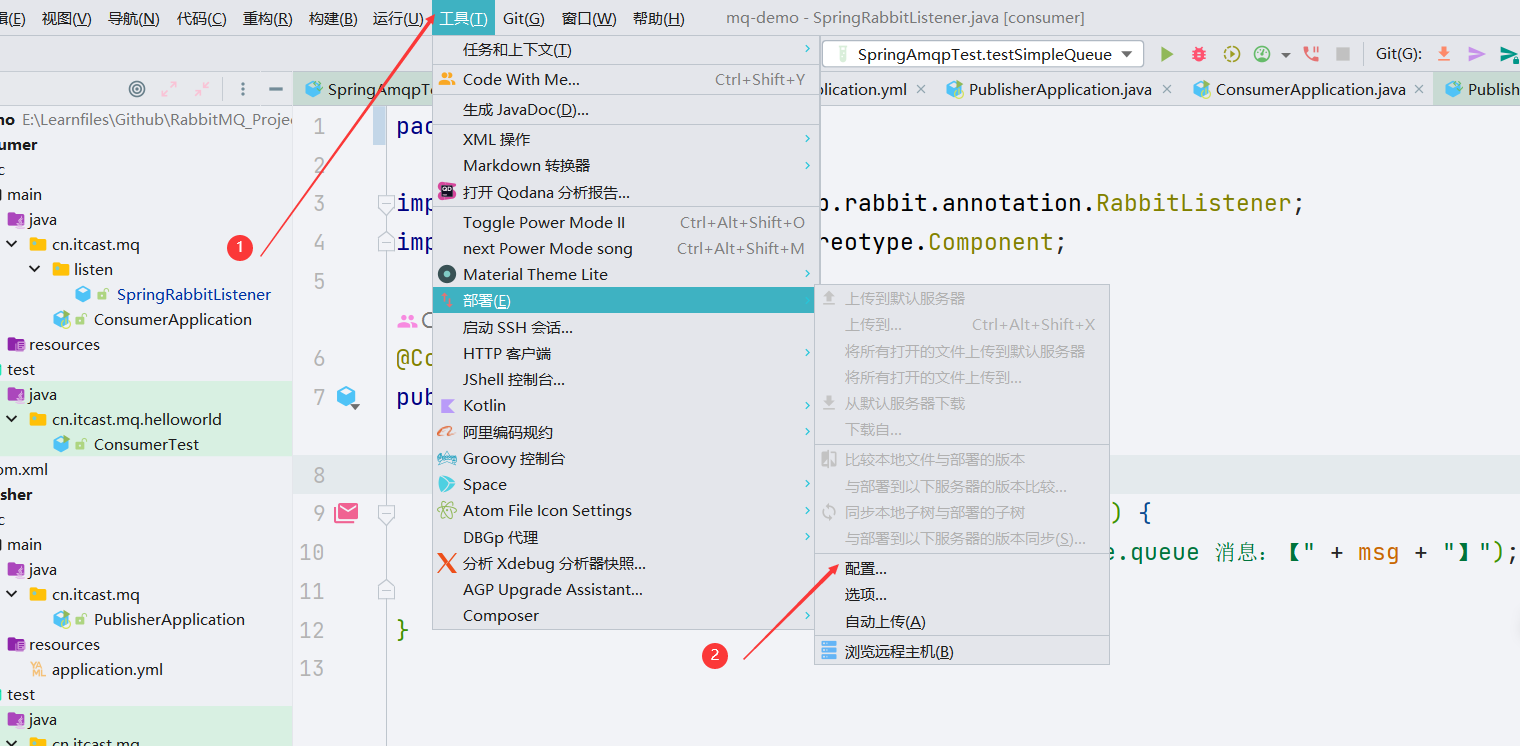 辑(E) 视图(V) 导航(N) 代码(C) 重构(R) 构建(B) 运行(U) 工具(T) Git(G) 窗口(W) 帮助(H) mq-demo - SpringRabbitListener.java [consumer]
SpringAmqpTest.testSimpleQueue Git(G):
SpringAmqpTe
plication.yml
PublisherApplication.java
ConsumerApplication.java
Publish
mo E:\Learnfiles\Github\RabbitMQ_Proje
sumer
c
main
java
cn.itcast.mq
listen
SpringRabbitListener
ConsumerApplication
resources
test
java
cn.itcast.mq.helloworld
ConsumerTest
om.xml
isher
c
main
java
cn.itcast.mq
PublisherApplication
resources
application.yml
test
java
cn.itcast.mq
1 pac
2
3 imp p.rabbit.annotation.RabbitListener;
4 imp reotype.Component;
5
C
6 @Co
7 pub
8
9 ) {
10 e.queue 消息：【" + msg + "】");
11
12 }
13
任务和上下文(T)
Code With Me... Ctrl+Shift+Y
生成 JavaDoc(D)...
XML 操作
Markdown 转换器
打开 Qodana 分析报告...
Toggle Power Mode II Ctrl+Alt+Shift+O
next Power Mode song Ctrl+Alt+Shift+M
Material Theme Lite
部署(E)
启动 SSH 会话...
HTTP 客户端
JShell 控制台...
Kotlin
阿里编码规约
Groovy 控制台
Space
Atom File Icon Settings
DBGp 代理
分析 Xdebug 分析器快照...
AGP Upgrade Assistant...
Composer
上传到默认服务器
上传到... Ctrl+Alt+Shift+X
将所有打开的文件上传到默认服务器
将所有打开的文件上传到...
从默认服务器下载
下载自...
比较本地文件与部署的版本
与部署到以下服务器的版本比较...
同步本地子树与部署的子树
与部署到以下服务器的版本同步(S)...
配置...
选项...
自动上传(A)
浏览远程主机(B)
1
2